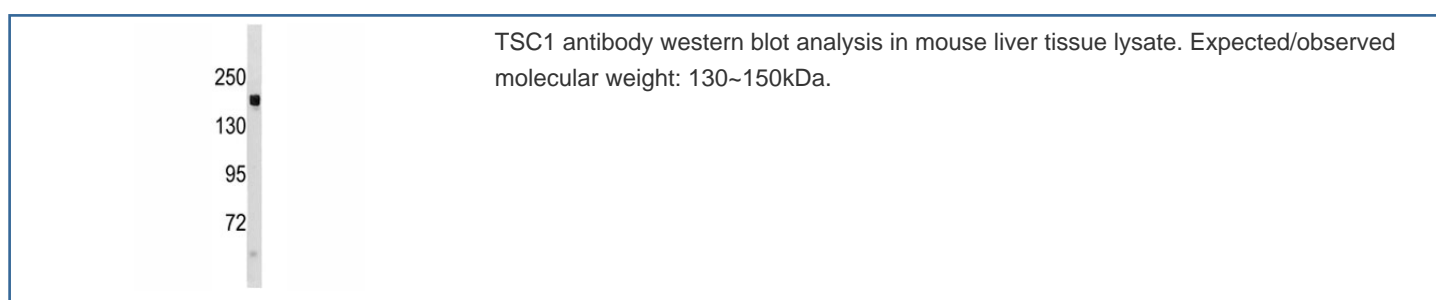 TSC1 antibody western blot analysis in mouse liver tissue lysate. Expected/observed
molecular weight: 130~150kDa.
250
130
95
72